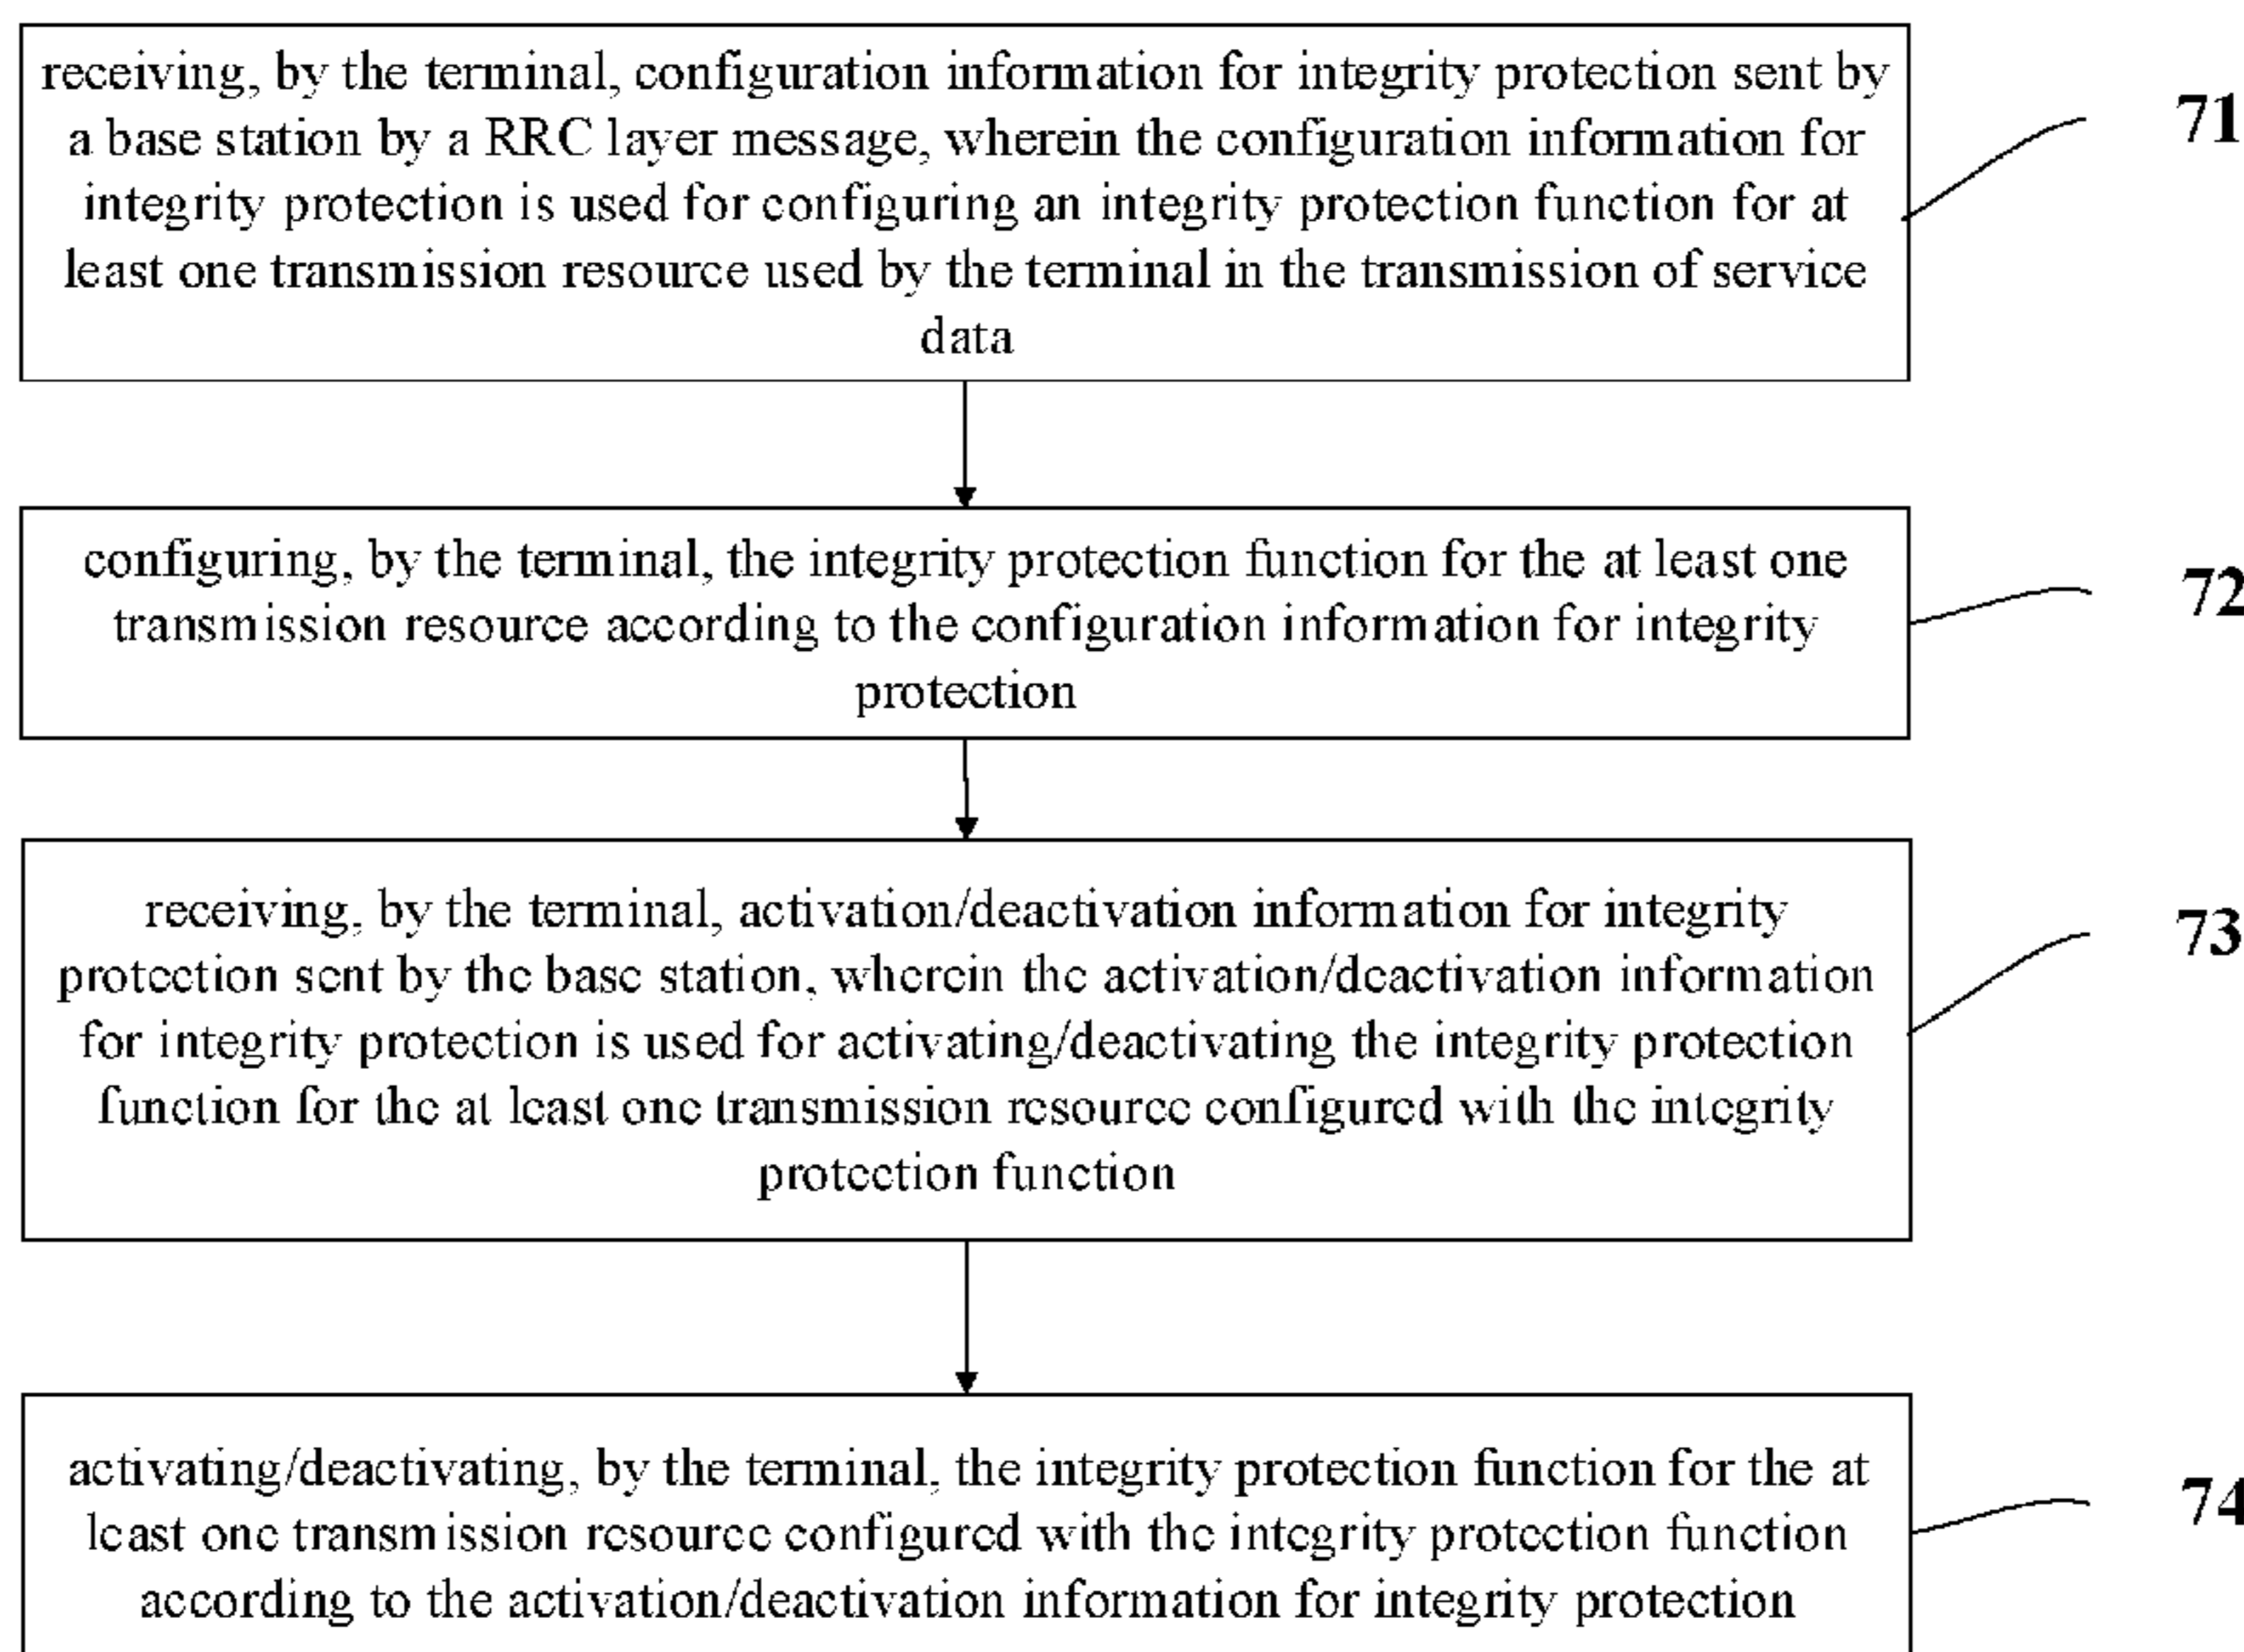 receiving, by the terminal, configuration information for integrity protection sent by
a base station by a RRC layer message, wherein the configuration information for
integrity protection is used for configuring an integrity protection function for at
least one transmission resource used by the terminal in the transmission of service
data
71
configuring, by the terminal, the integrity protection function for the at least one
transmission resource according to the configuration information for integrity
protection
72
receiving, by the terminal, activation/deactivation information for integrity
protection sent by the base station, wherein the activation/deactivation information
for integrity protection is used for activating/deactivating the integrity protection
function for the at least one transmission resource configured with the integrity
protection function
73
activating/deactivating, by the terminal, the integrity protection function for the at
least one transmission resource configured with the integrity protection function
according to the activation/deactivation information for integrity protection
74